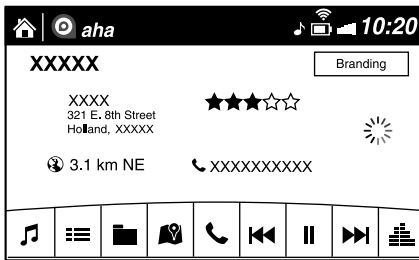 aha 10:20
XXXXX Branding
XXXX
321 E. 8th Street
Holland, XXXXX
3.1 km NE XXXXXXXXXX